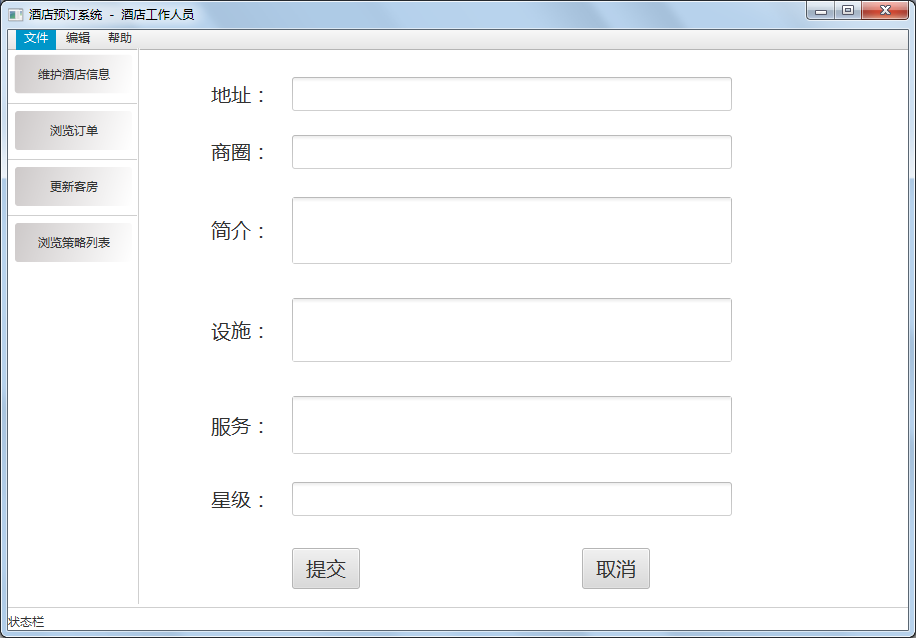 酒店预订系统 - 酒店工作人员
文件 编辑 帮助
维护酒店信息
浏览订单
更新客房
浏览策略列表
地址：
商圈：
简介：
设施：
服务：
星级：
提交 取消
状态栏